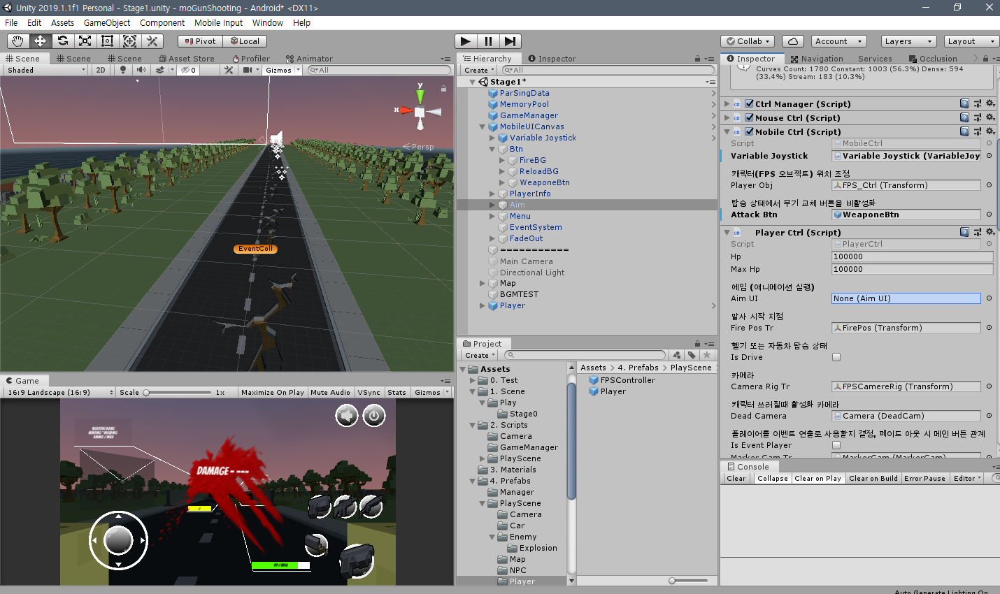 Unity 2019.1.1f1 Personal - Stage1.unity - moGunShooting - Android* <DX11>
File Edit Assets GameObject Component Mobile Input Window Help
Pivot Local
Collab Account Layers Layout
Scene Scene Scene Asset Store Profiler Animator
Shaded 2D 0 Gizmos All
y
x
Persp
EventColl
Game
16:9 Landscape (16:9) Scale 1x Maximize On Play Mute Audio VSync Stats Gizmos
DAMAGE - ---
HP / MAX
Hierarchy Inspector
Create All
Stage1*
ParSingData
MemoryPool
GameManager
MobileUICanvas
Variable Joystick
Btn
FireBG
ReloadBG
WeaponeBtn
PlayerInfo
Aim
Menu
EventSystem
FadeOut
===========
Main Camera
Directional Light
Map
BGMTEST
Player
Project
Create
Assets
0. Test
1. Scene
Play
Stage0
2. Scripts
Camera
GameManager
PlayScene
3. Materials
4. Prefabs
Manager
PlayScene
Camera
Car
Enemy
Explosion
Map
NPC
Player
Assets > 4. Prefabs > PlayScene
FPSController
Player
Inspector Navigation Services Occlusion
Curves Count: 1780 Constant: 1003 (56.3%) Dense: 594
(33.4%) Stream: 183 (10.3%)
Ctrl Manager (Script)
Mouse Ctrl (Script)
Mobile Ctrl (Script)
Script MobileCtrl
Variable Joystick Variable Joystick (VariableJoy
캐릭터(FPS 오브젝트) 위치 조정
Player Obj FPS_Ctrl (Transform)
탑승 상태에서 무기 교체 버튼을 비활성화
Attack Btn WeaponeBtn
Player Ctrl (Script)
Script PlayerCtrl
Hp 100000
Max Hp 100000
에임 (애니메이션 실행)
Aim UI None (Aim UI)
발사 시작 지점
Fire Pos Tr FirePos (Transform)
헬기 또는 자동차 탑승 상태
Is Drive
카메라
Camera Rig Tr FPSCamereRig (Transform)
캐릭터 쓰러질때 활성화 카메라
Dead Camera Camera (DeadCam)
플레이어를 이벤트 연출로 사용할지 결정, 페이드 아웃 시 메인 버튼 관계
Is Event Player
Marker Cam Tr MarkerCam (MarkerCam)
Console
Clear Collapse Clear on Play Clear on Build Error Pause Editor
Auto Generate Lighting On